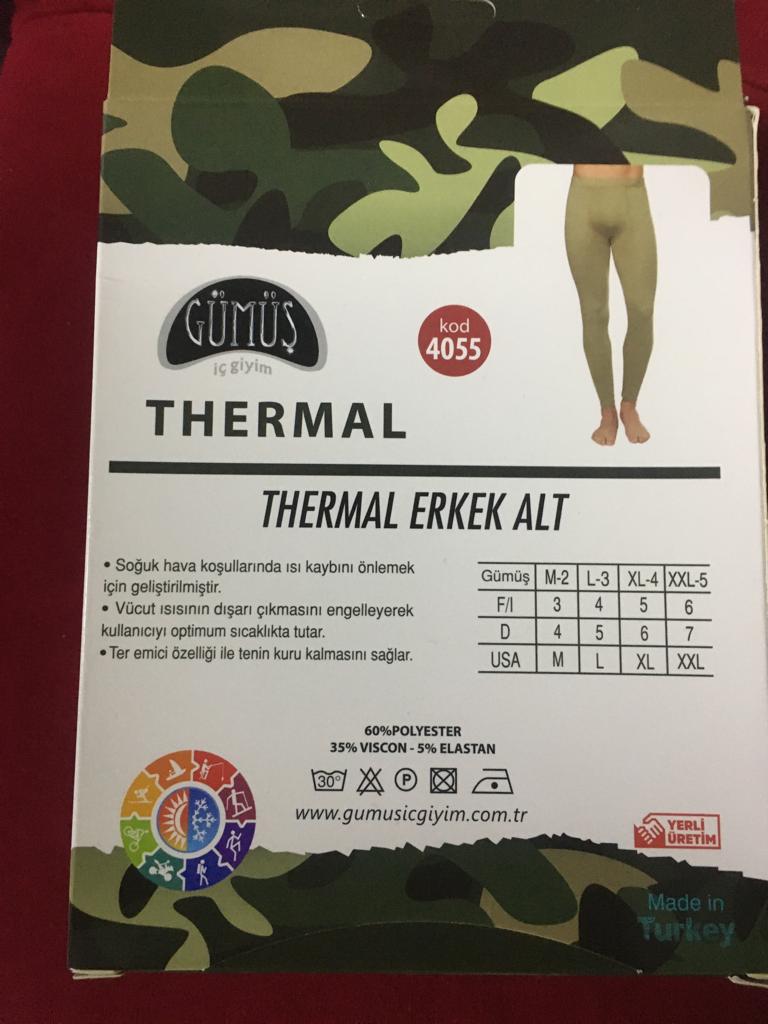 GÜMÜŞ
iç giyim
kod
4055
THERMAL
THERMAL ERKEK ALT
• Soğuk hava koşullarında ısı kaybını önlemek
için geliştirilmiştir.
• Vücut ısısının dışarı çıkmasını engelleyerek
kullanıcıyı optimum sıcaklıkta tutar.
• Ter emici özelliği ile tenin kuru kalmasını sağlar.
Gümüş M-2 L-3 XL-4 XXL-5
F/I 3 4 5 6
D 4 5 6 7
USA M L XL XXL
60%POLYESTER
35% VISCON - 5% ELASTAN
30° P
www.gumusicgiyim.com.tr
YERLİ
ÜRETİM
Made in
Turkey